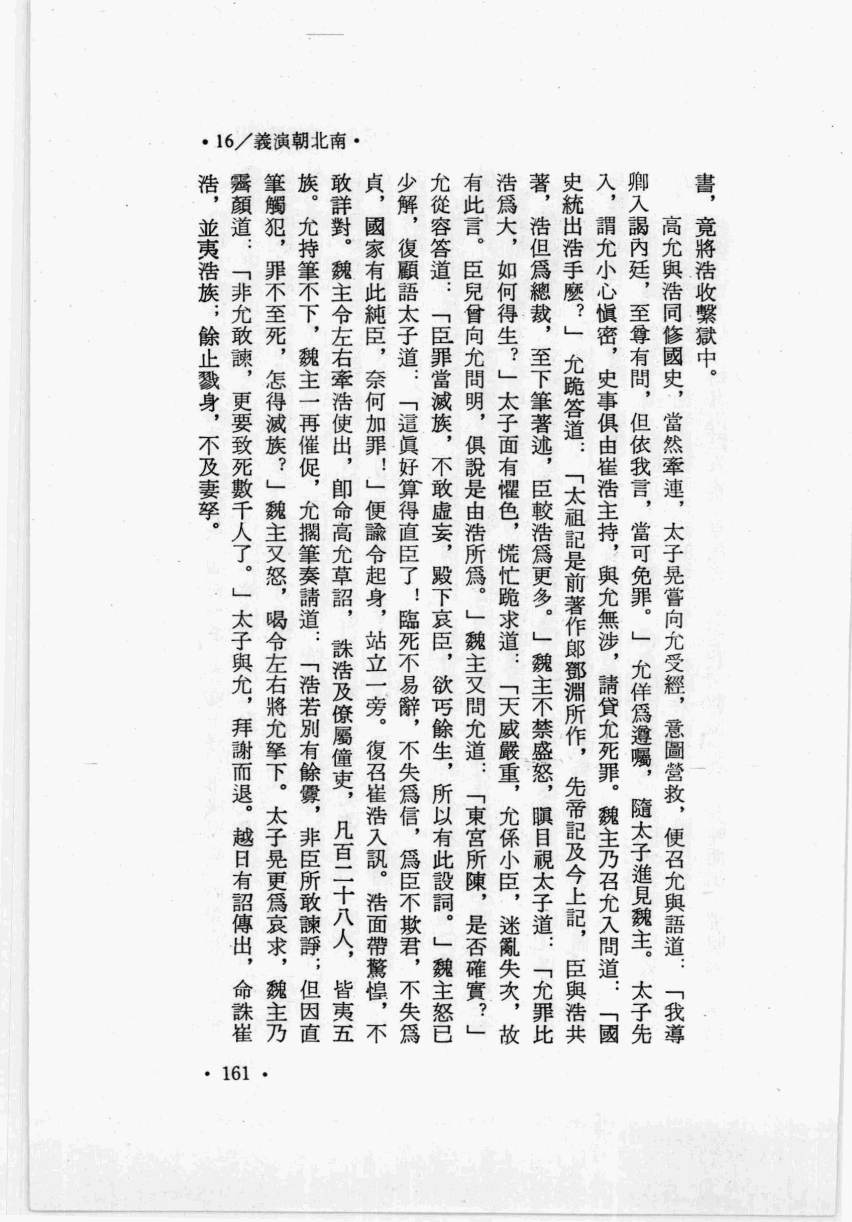 •16／義演朝北南•
書，竟將浩收繫獄中。
高允與浩同修國史，當然牽連，太子晃嘗向允受經，意圖營救，便召允與語道：「我導
卿入謁內廷，至尊有問，但依我言，當可免罪。」允佯爲遵囑，隨太子進見魏主。太子先
入，謂允小心愼密，史事俱由崔浩主持，與允無涉，請貸允死罪。魏主乃召允入問道：「國
史統出浩手麼？」允跪答道：「太祖記是前著作郞鄧淵所作，先帝記及今上記，臣與浩共
著，浩但爲總裁，至下筆著述，臣較浩爲更多。」魏主不禁盛怒，瞋目視太子道：「允罪比
浩爲大，如何得生？」太子面有懼色，慌忙跪求道：「天威嚴重，允係小臣，迷亂失次，故
有此言。臣兒曾向允問明，俱說是由浩所爲。」魏主又問允道：「東宮所陳，是否確實？」
允從容答道：「臣罪當滅族，不敢虛妄，殿下哀臣，欲丐餘生，所以有此設詞。」魏主怒已
少解，復顧語太子道：「這眞好算得直臣了！臨死不易辭，不失爲信，爲臣不欺君，不失爲
貞，國家有此純臣，奈何加罪！」便諭令起身，站立一旁。復召崔浩入訊。浩面帶驚惶，不
敢詳對。魏主令左右牽浩使出，卽命高允草詔，誅浩及僚屬僮吏，凡百二十八人，皆夷五
族。允持筆不下，魏主一再催促，允擱筆奏請道：「浩若別有餘釁，非臣所敢諫諍；但因直
筆觸犯，罪不至死，怎得滅族？」魏主又怒，喝令左右將允拏下。太子晃更爲哀求，魏主乃
霽顏道：「非允敢諫，更要致死數千人了。」太子與允，拜謝而退。越日有詔傳出，命誅崔
浩，並夷浩族；餘止戮身，不及妻孥。
•161•